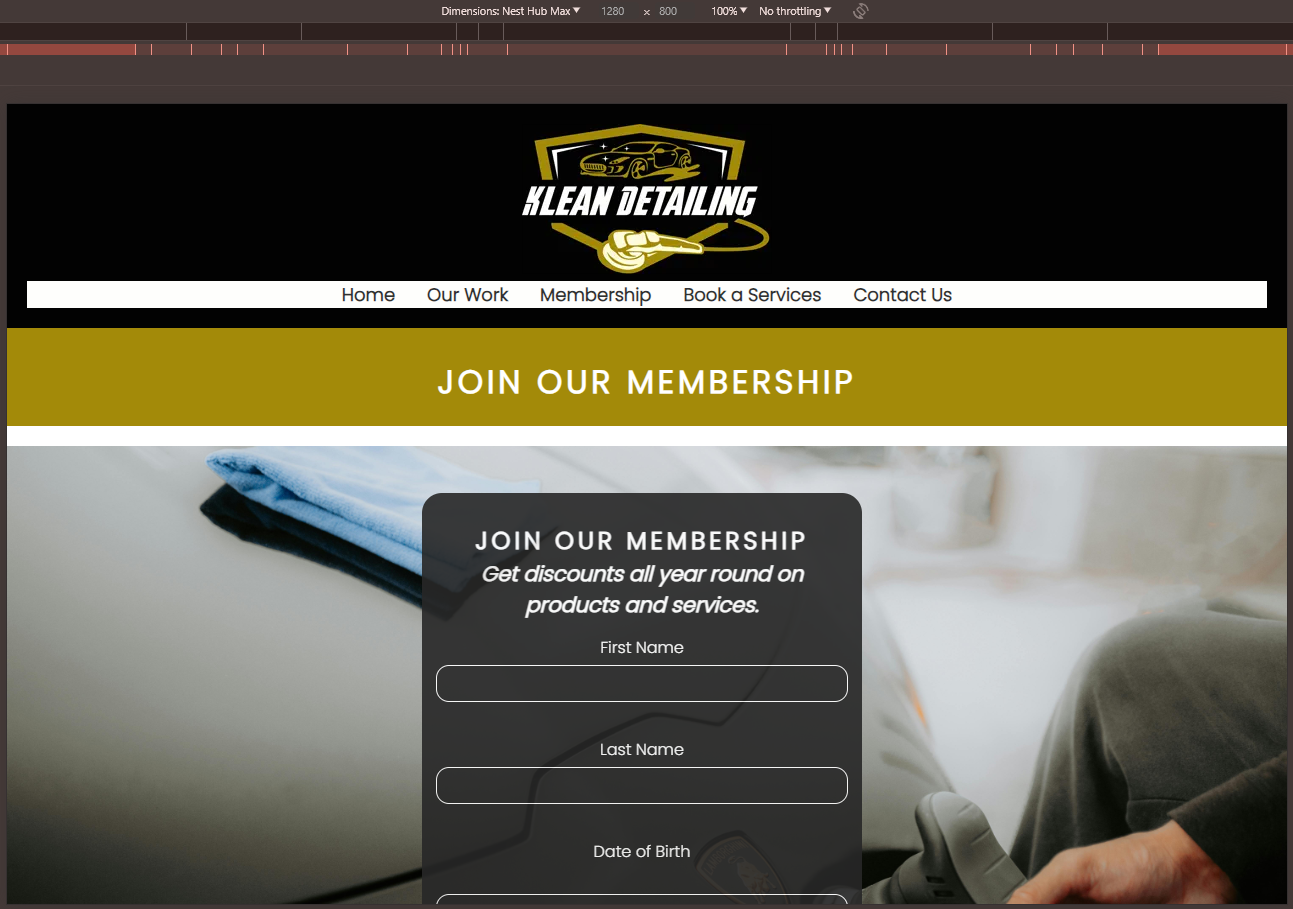 Dimensions: Nest Hub Max ▼ 1280 x 800 100% ▼ No throttling ▼
KLEAN DETAILING
Home Our Work Membership Book a Services Contact Us
JOIN OUR MEMBERSHIP
JOIN OUR MEMBERSHIP
Get discounts all year round on
products and services.
First Name
Last Name
Date of Birth